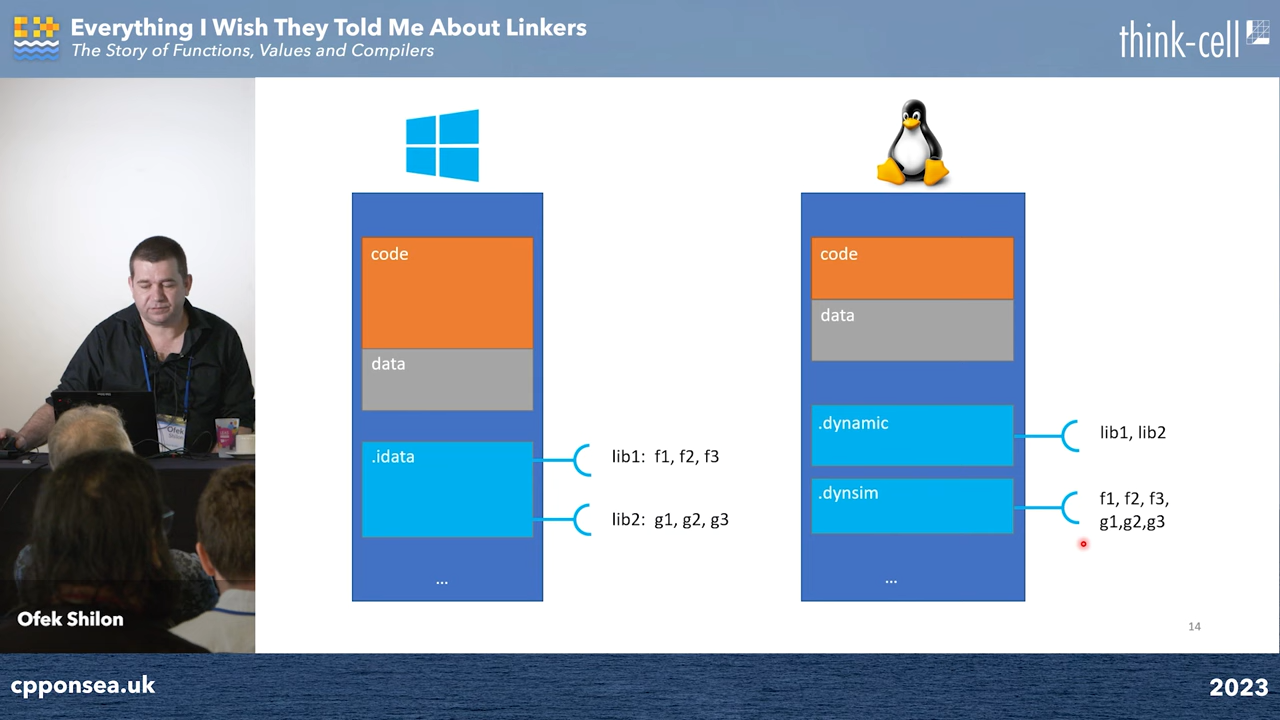 Everything I Wish They Told Me About Linkers
The Story of Functions, Values and Compilers
think-cell
code
data
.idata
lib1: f1, f2, f3
lib2: g1, g2, g3
...
code
data
.dynamic
.dynsim
lib1, lib2
f1, f2, f3,
g1,g2,g3
...
14
Ofek
Shilon
Ofek Shilon
cpponsea.uk
2023